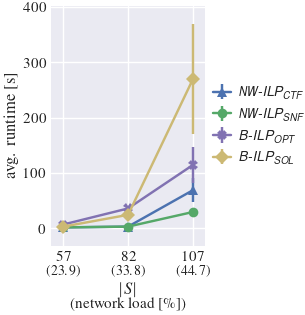 400
300
200
100
0
avg. runtime [s]
57 82 107
(23.9) (33.8) (44.7)
|S|
(network load [%])
NW-ILP_CTF
NW-ILP_SNF
B-ILP_OPT
B-ILP_SOL